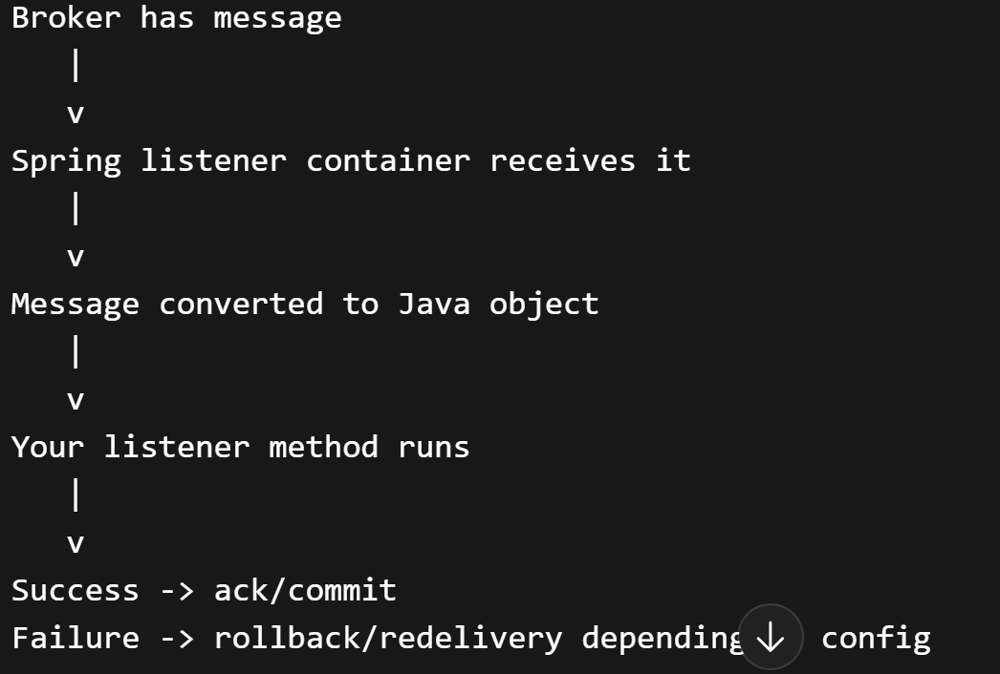 Broker has message
|
v
Spring listener container receives it
|
v
Message converted to Java object
|
v
Your listener method runs
|
v
Success -> ack/commit
Failure -> rollback/redelivery depending config